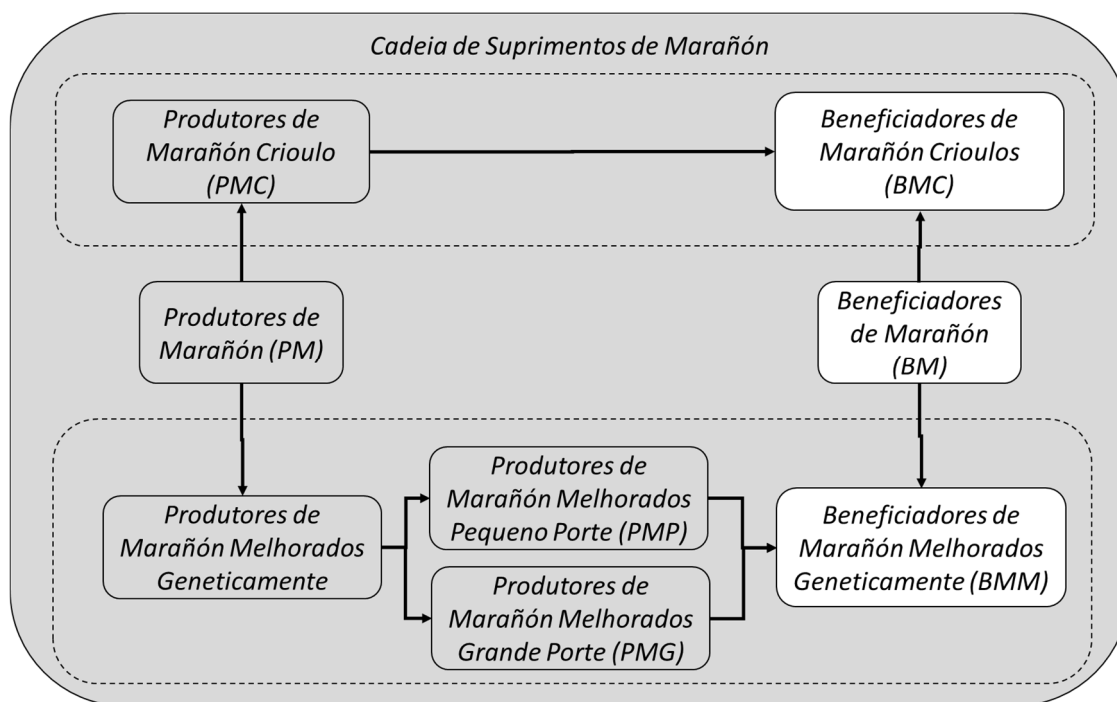 Cadeia de Suprimentos de Marañón
Produtores de
Marañón Crioulo
(PMC)
Beneficiadores de
Marañón Crioulos
(BMC)
Produtores de
Marañón (PM)
Beneficiadores
de Marañón
(BM)
Produtores de
Marañón Melhorados
Geneticamente
Produtores de
Marañón Melhorados
Pequeno Porte (PMP)
Produtores de
Marañón Melhorados
Grande Porte (PMG)
Beneficiadores de
Marañón Melhorados
Geneticamente (BMM)